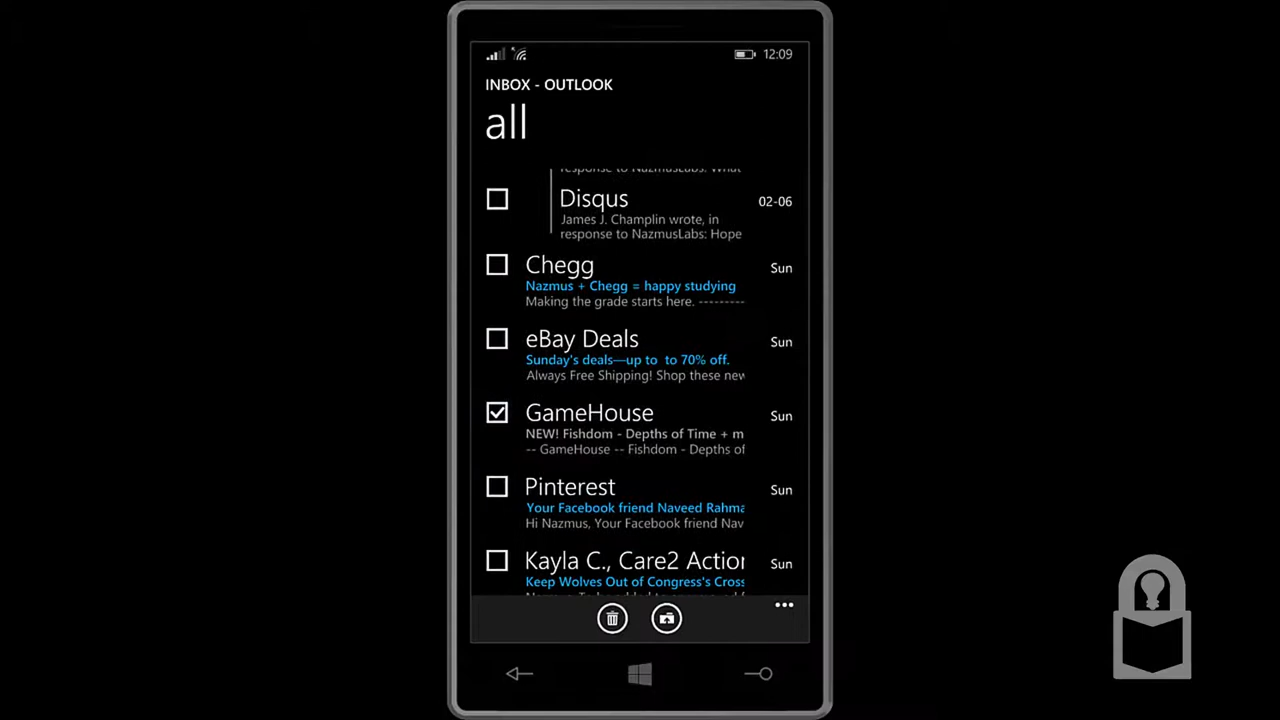 12:09
INBOX - OUTLOOK
all
response to NazmusLabs: What
Disqus 02-06
James J. Champlin wrote, in
response to NazmusLabs: Hope
Chegg Sun
Nazmus + Chegg = happy studying
Making the grade starts here. ---------
eBay Deals Sun
Sunday's deals—up to to 70% off.
Always Free Shipping! Shop these new
GameHouse Sun
NEW! Fishdom - Depths of Time + m
-- GameHouse -- Fishdom - Depths of
Pinterest Sun
Your Facebook friend Naveed Rahma
Hi Nazmus, Your Facebook friend Nav
Kayla C., Care2 Action Sun
Keep Wolves Out of Congress's Cross